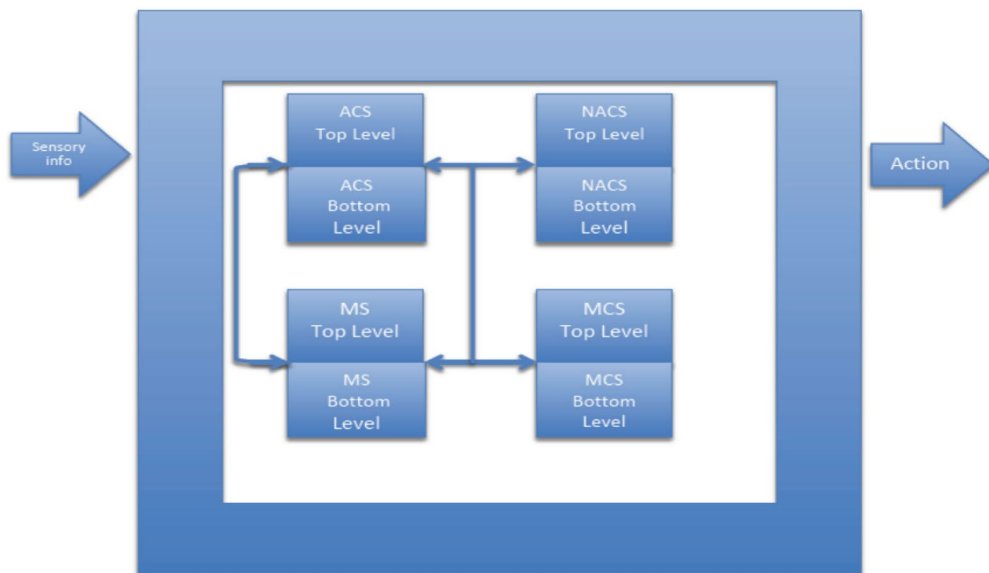 Sensory
info
ACS
Top Level
ACS
Bottom
Level
NACS
Top Level
NACS
Bottom
Level
MS
Top Level
MS
Bottom
Level
MCS
Top Level
MCS
Bottom
Level
Action